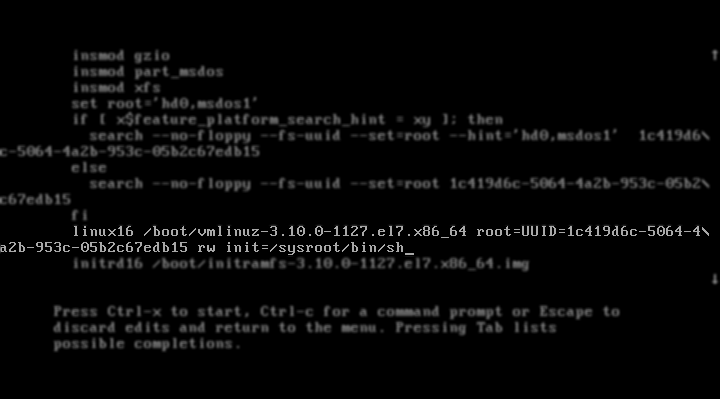 insmod gzio
insmod part_msdos
insmod xfs
set root='hd0,msdos1'
if [ x$feature_platform_search_hint = xy ]; then
search --no-floppy --fs-uuid --set=root --hint='hd0,msdos1'  1c419d6\
c-5064-4a2b-953c-05b2c67edb15
else
search --no-floppy --fs-uuid --set=root 1c419d6c-5064-4a2b-953c-05b2\
c67edb15
fi
linux16 /boot/vmlinuz-3.10.0-1127.el7.x86_64 root=UUID=1c419d6c-5064-4\
a2b-953c-05b2c67edb15 rw init=/sysroot/bin/sh_
initrd16 /boot/initramfs-3.10.0-1127.el7.x86_64.img
Press Ctrl-x to start, Ctrl-c for a command prompt or Escape to
discard edits and return to the menu. Pressing Tab lists
possible completions.